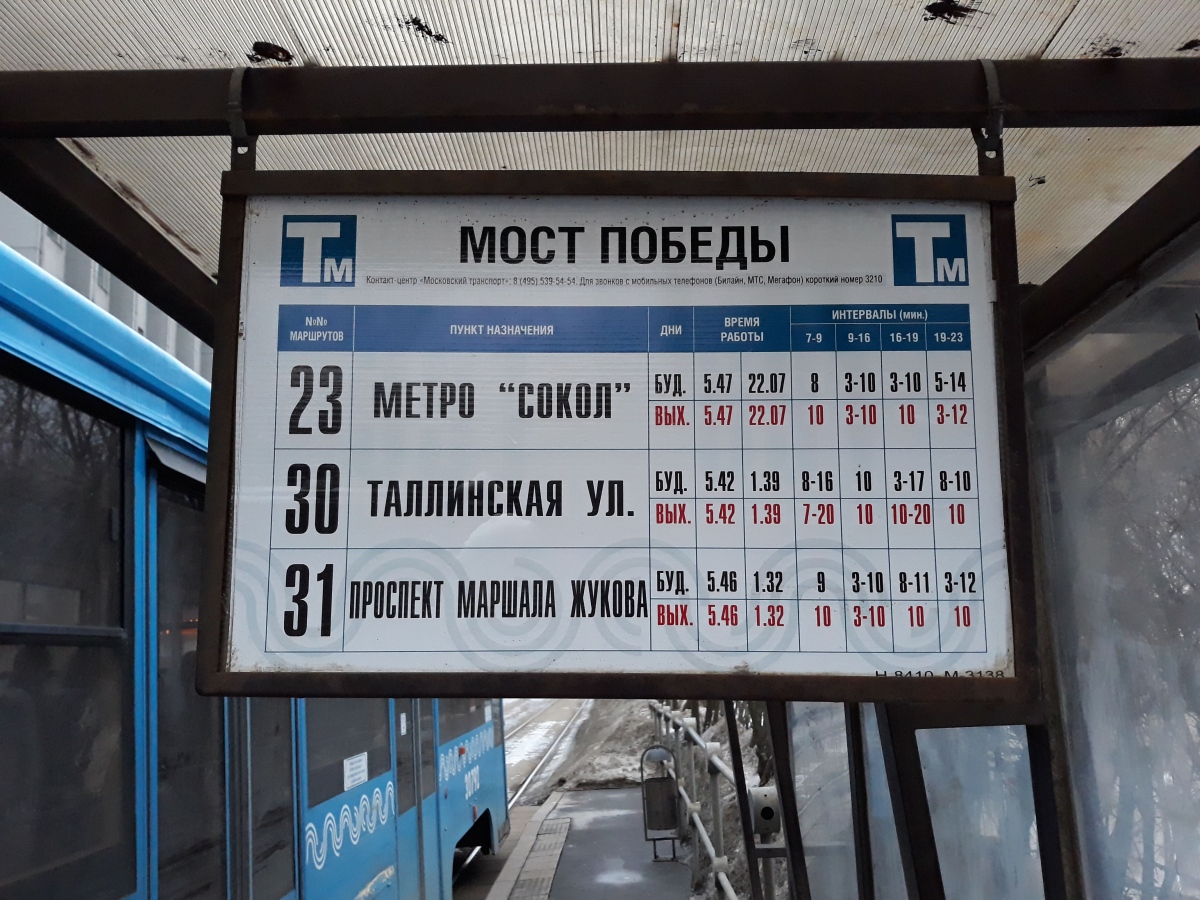 Тм МОСТ ПОБЕДЫ Тм
Контакт-центр «Московский транспорт»: 8 (495) 539-54-54. Для звонков с мобильных телефонов (Билайн, МТС, Мегафон) короткий номер 3210
№№ МАРШРУТОВ ПУНКТ НАЗНАЧЕНИЯ ДНИ ВРЕМЯ РАБОТЫ ИНТЕРВАЛЫ (мин.)
7-9 9-16 16-19 19-23
23 МЕТРО “СОКОЛ” БУД. 5.47 22.07 8 3-10 3-10 5-14
ВЫХ. 5.47 22.07 10 3-10 10 3-12
30 ТАЛЛИНСКАЯ УЛ. БУД. 5.42 1.39 8-16 10 3-17 8-10
ВЫХ. 5.42 1.39 7-20 10 10-20 10
31 ПРОСПЕКТ МАРШАЛА ЖУКОВА БУД. 5.46 1.32 9 3-10 8-11 3-12
ВЫХ. 5.46 1.32 10 3-10 10 10
Н-8410 М-3138